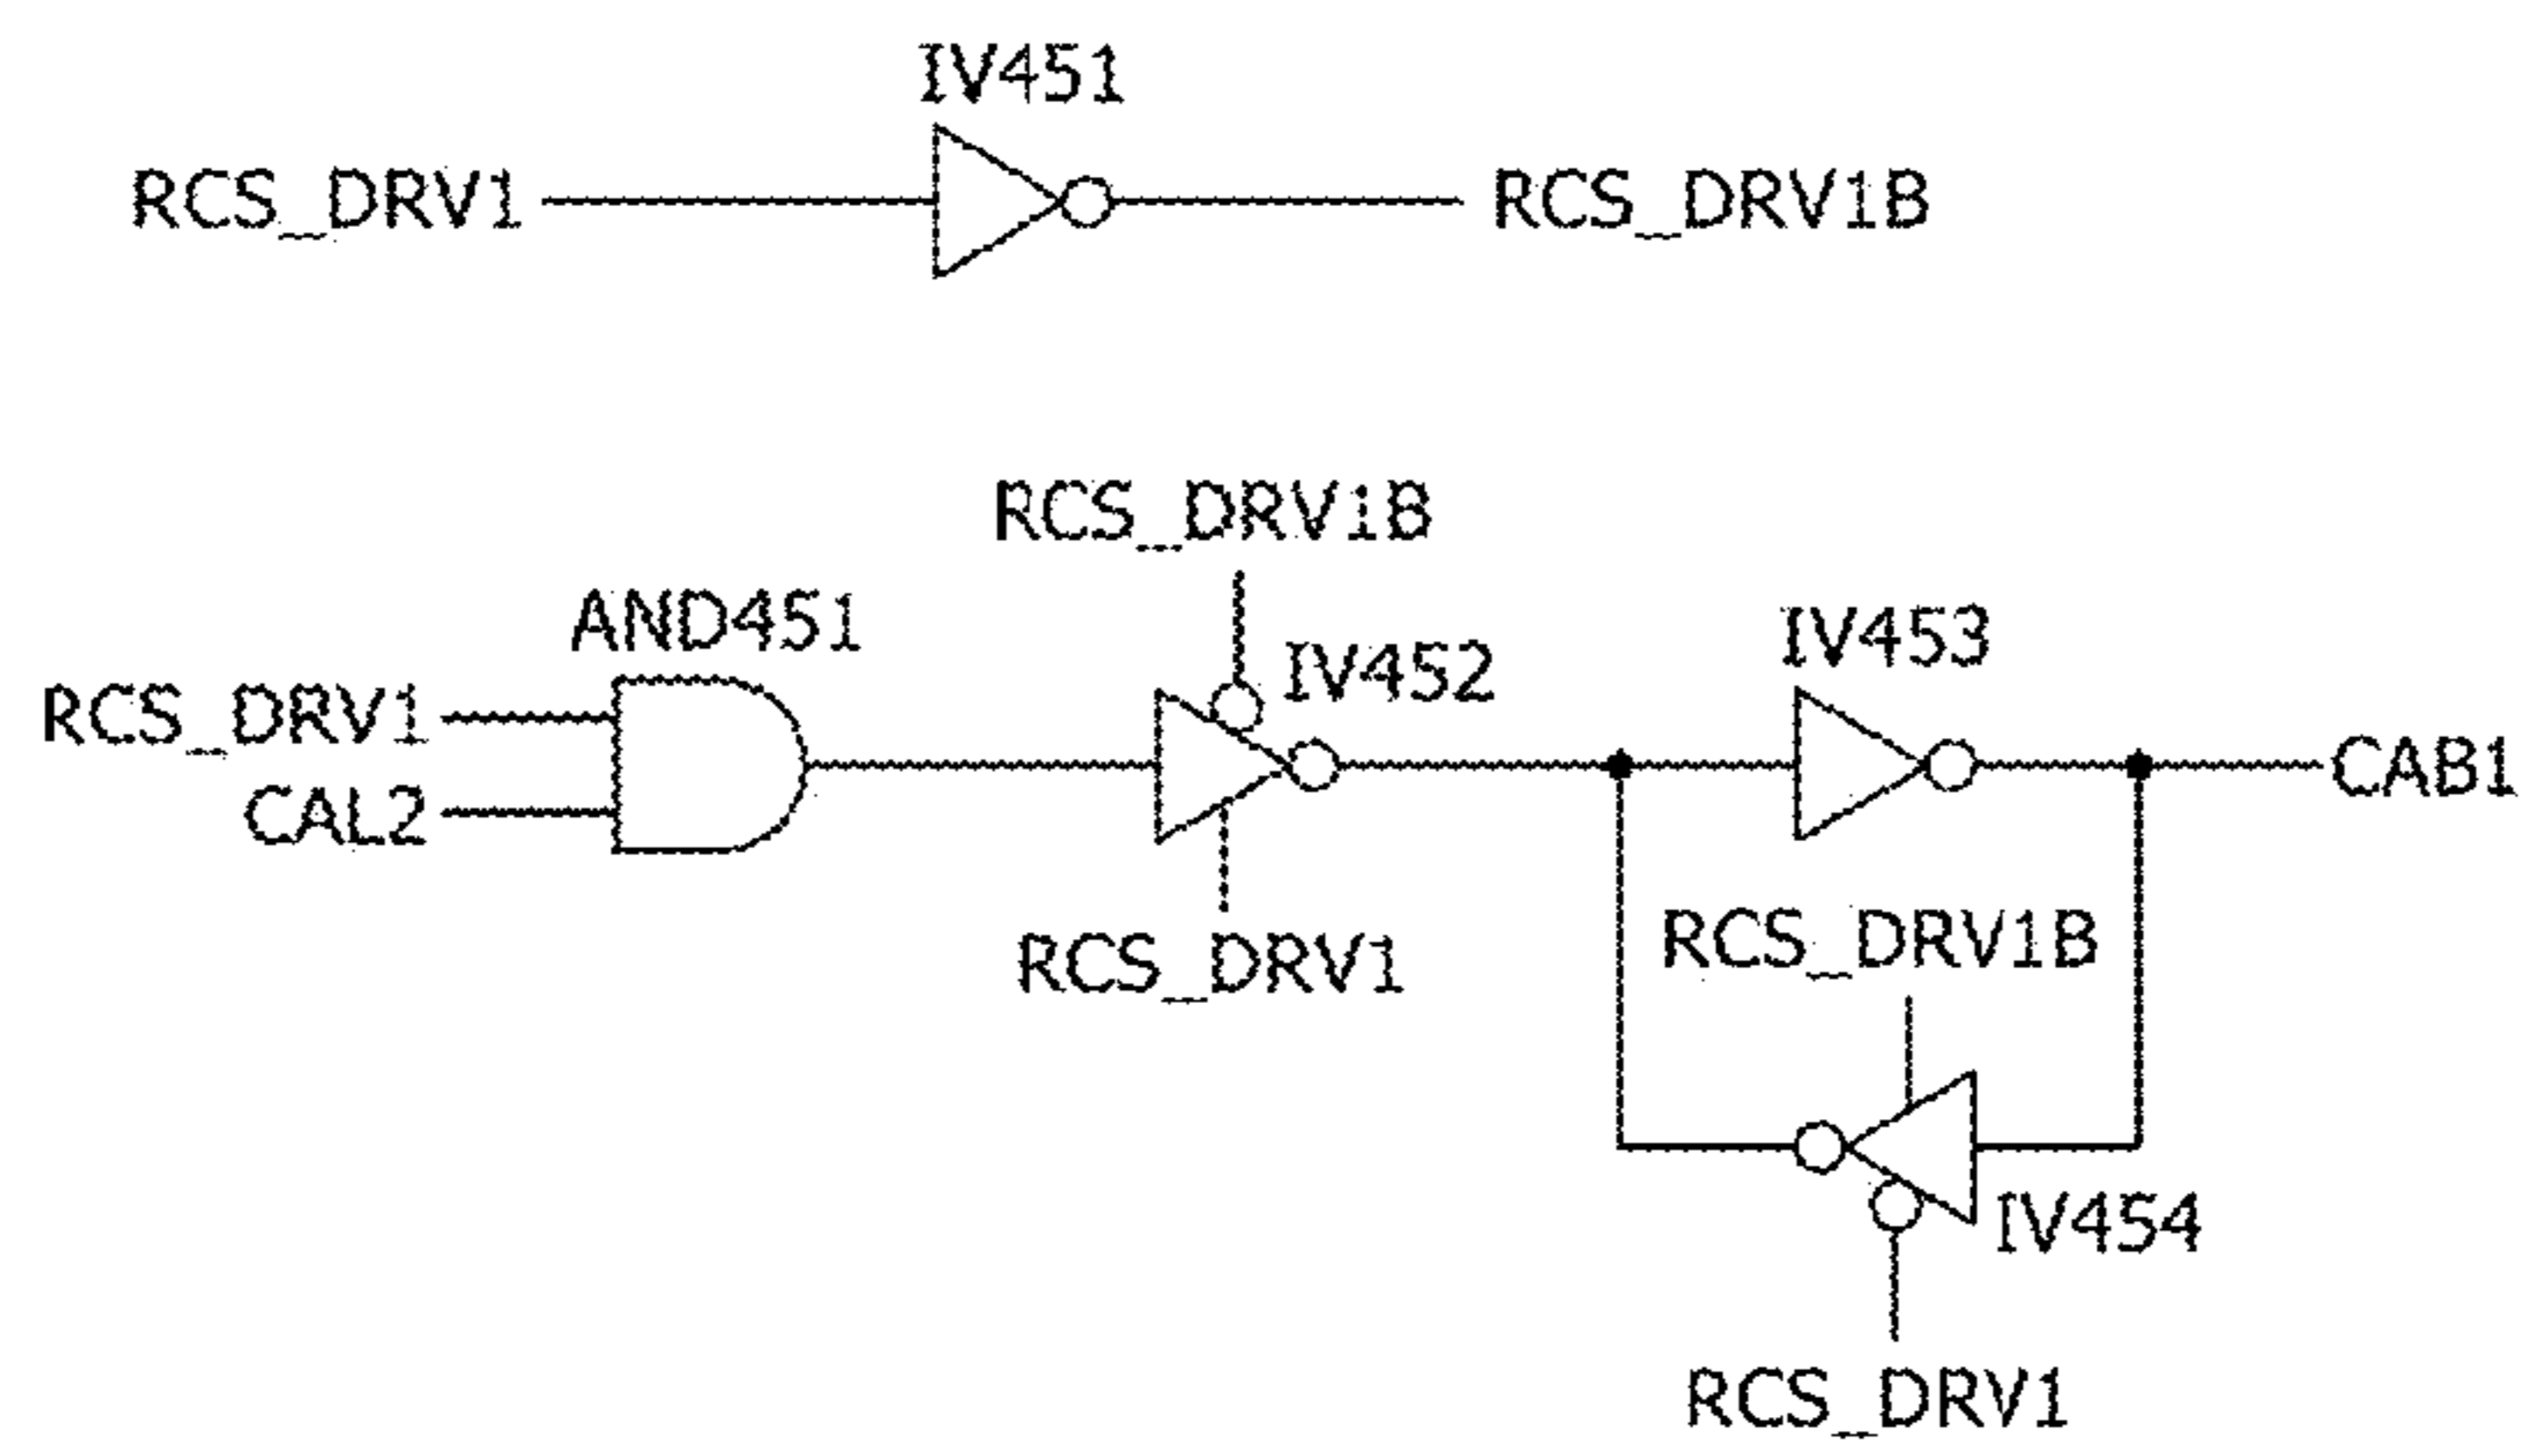 IV451
RCS_DRV1
RCS_DRV1B
RCS_DRV1B
AND451
IV452
IV453
RCS_DRV1
CAL2
CAB1
RCS_DRV1
RCS_DRV1B
IV454
RCS_DRV1